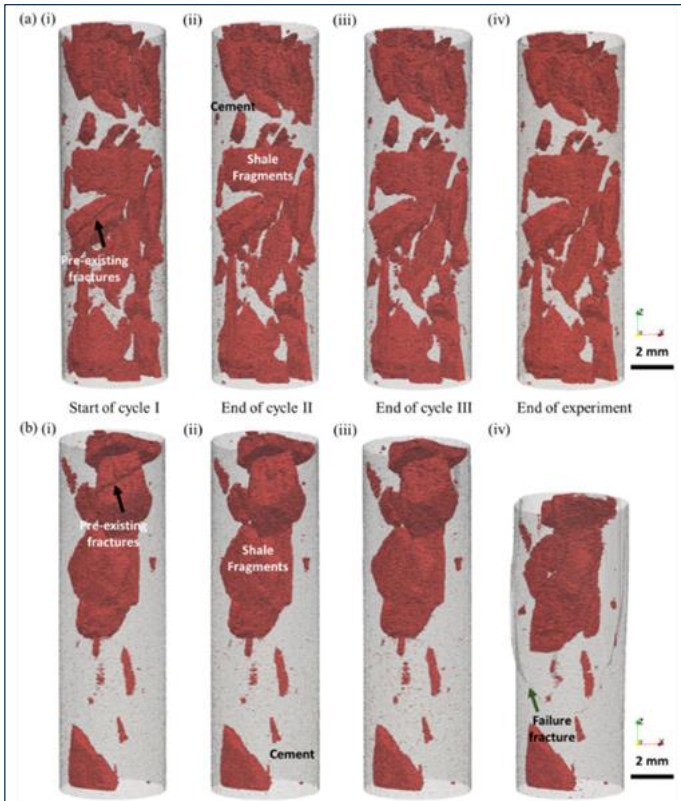 (a) (i)
(ii)
(iii)
(iv)
Cement
Shale
Fragments
Pre-existing
fractures
2 mm
Start of cycle I
End of cycle II
End of cycle III
End of experiment
(b) (i)
(ii)
(iii)
(iv)
Pre-existing
fractures
Shale
Fragments
Cement
Failure
fracture
2 mm